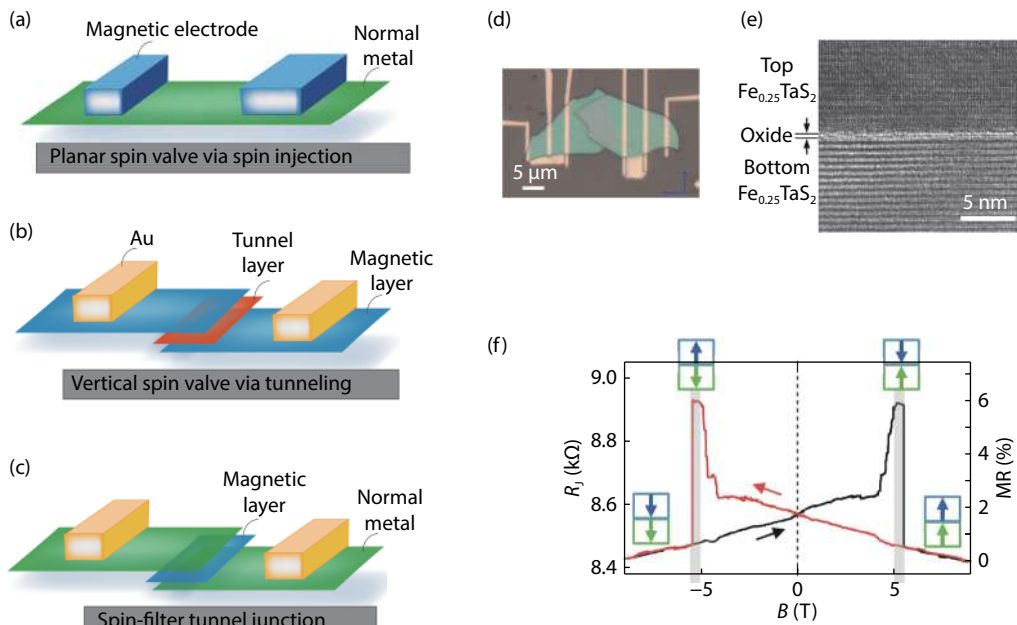 (a)
Magnetic electrode
Normal
metal
Planar spin valve via spin injection
(b)
Au
Tunnel
layer
Magnetic
layer
Vertical spin valve via tunneling
(c)
Magnetic
layer
Normal
metal
Spin-filter tunnel junction
(d)
5 μm
(e)
Top
Fe0.25TaS2
Oxide
Bottom
Fe0.25TaS2
5 nm
(f)
9.0
8.8
8.6
8.4
RJ (kΩ)
−5
0
5
B (T)
6
4
2
0
MR (%)